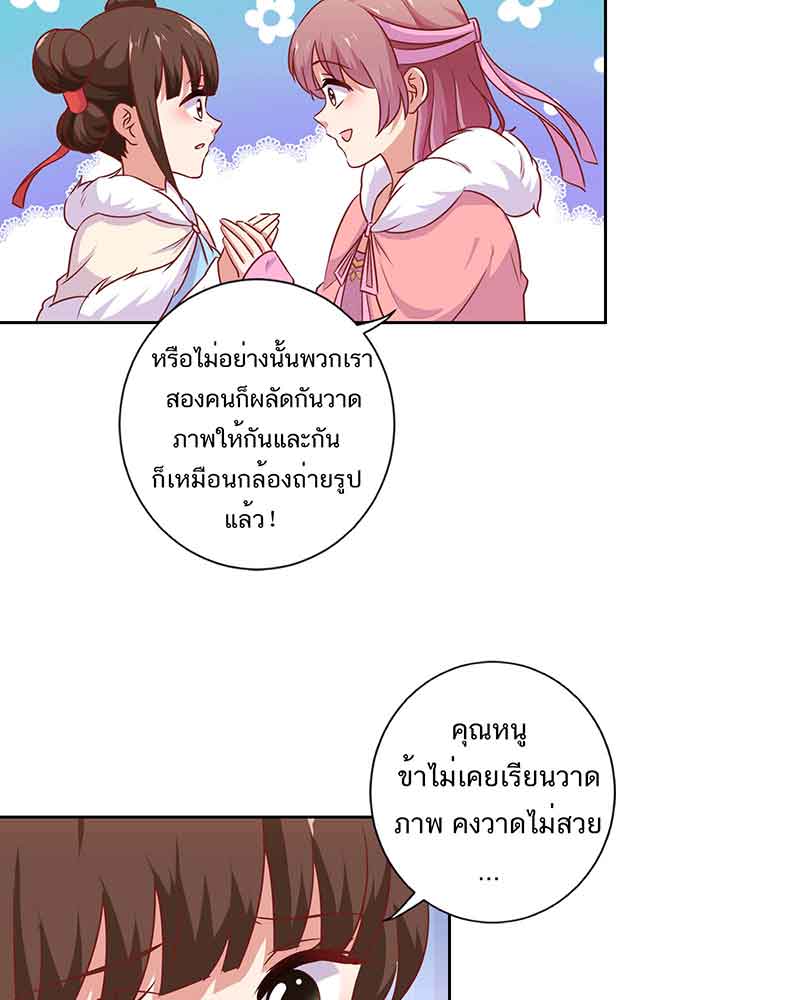 หรือไม่อย่างนั้นพวกเรา
สองคนก็ผลัดกันวาด
ภาพให้กันและกัน
ก็เหมือนกล้องถ่ายรูป
แล้ว!
คุณหนู
ข้าไม่เคยเรียนวาด
ภาพ คงวาดไม่สวย
...